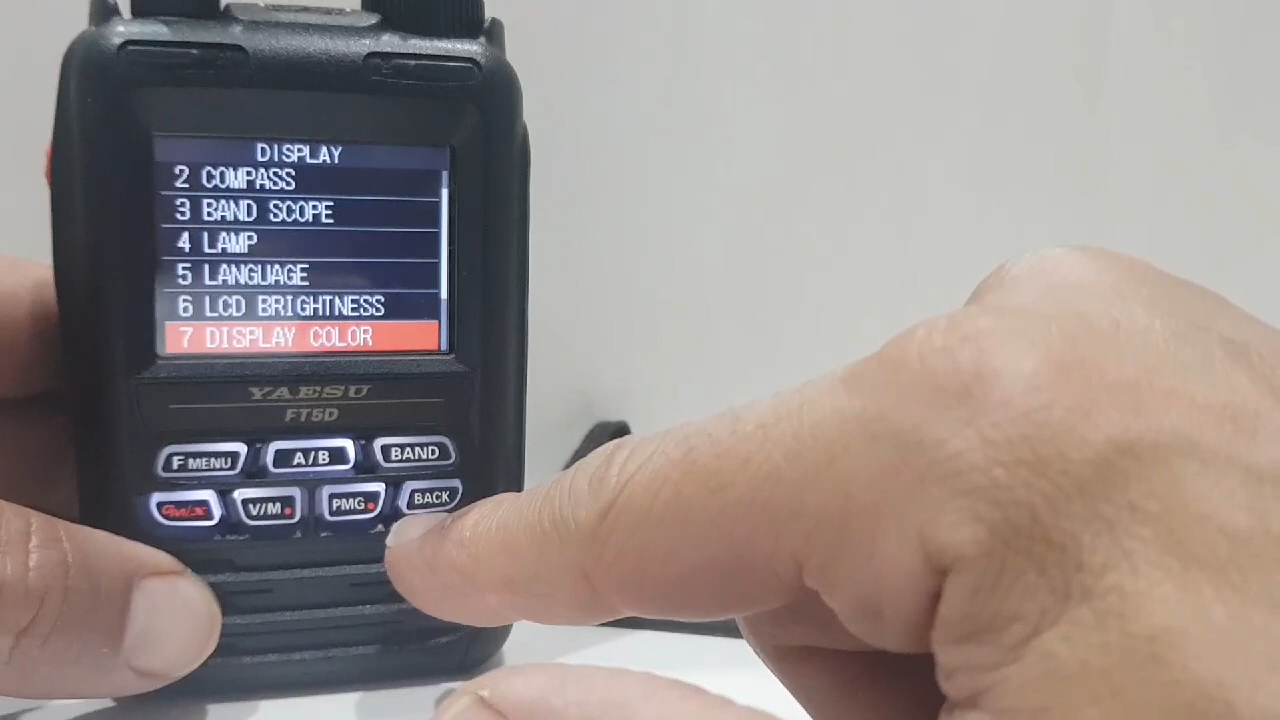 DISPLAY
2 COMPASS
3 BAND SCOPE
4 LAMP
5 LANGUAGE
6 LCD BRIGHTNESS
7 DISPLAY COLOR
YAESU
FT5D
F MENU A/B BAND
V/M PMG BACK